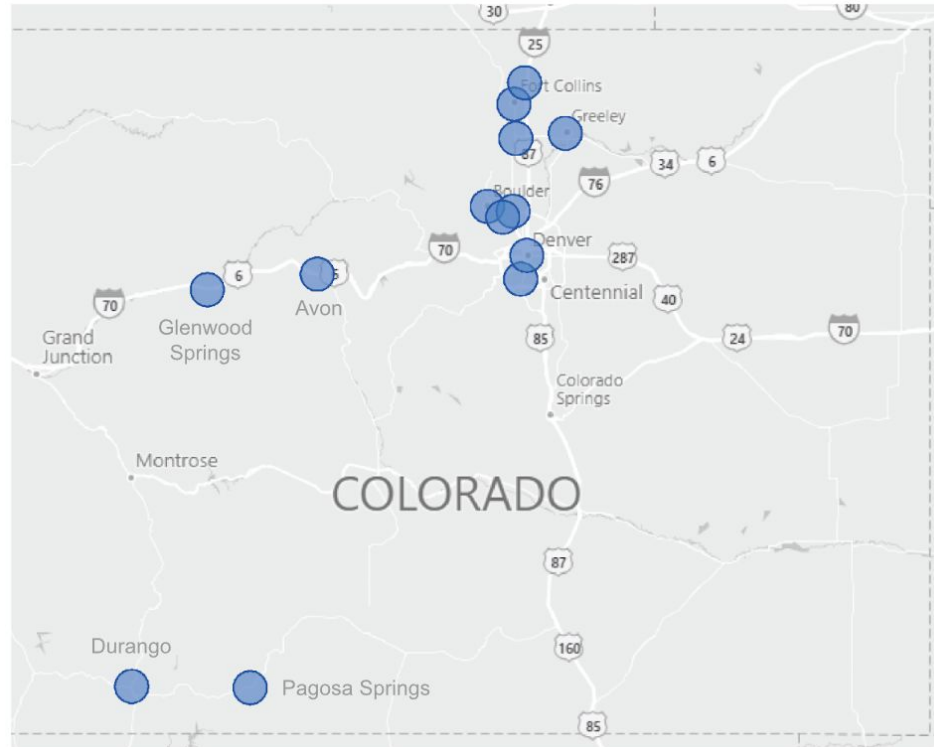 30
80
25
Fort Collins
Greeley
87
34
6
76
Boulder
Denver
70
287
6
6
Centennial
70
Avon
40
Glenwood
Springs
Grand
Junction
85
24
70
Colorado
Springs
Montrose
COLORADO
87
Durango
160
Pagosa Springs
85